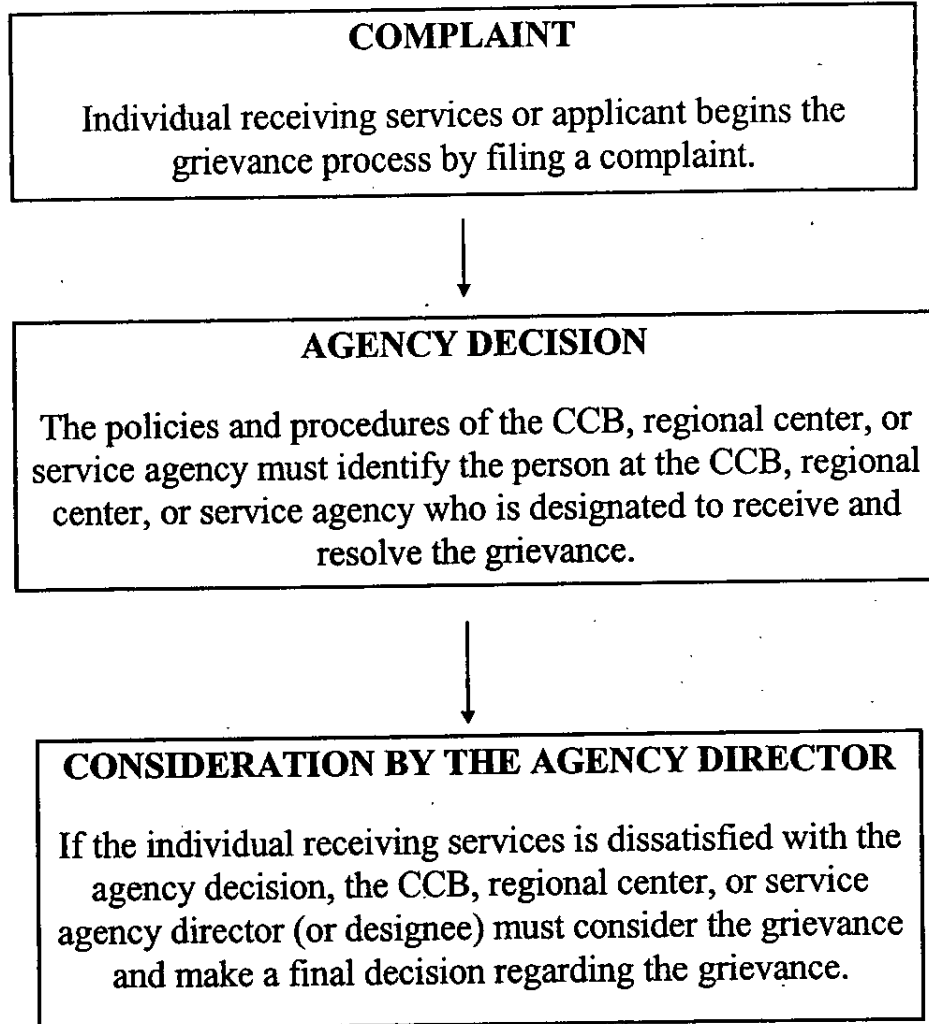 COMPLAINT
Individual receiving services or applicant begins the
grievance process by filing a complaint.
AGENCY DECISION
The policies and procedures of the CCB, regional center, or
service agency must identify the person at the CCB, regional
center, or service agency who is designated to receive and
resolve the grievance.
CONSIDERATION BY THE AGENCY DIRECTOR
If the individual receiving services is dissatisfied with the
agency decision, the CCB, regional center, or service
agency director (or designee) must consider the grievance
and make a final decision regarding the grievance.